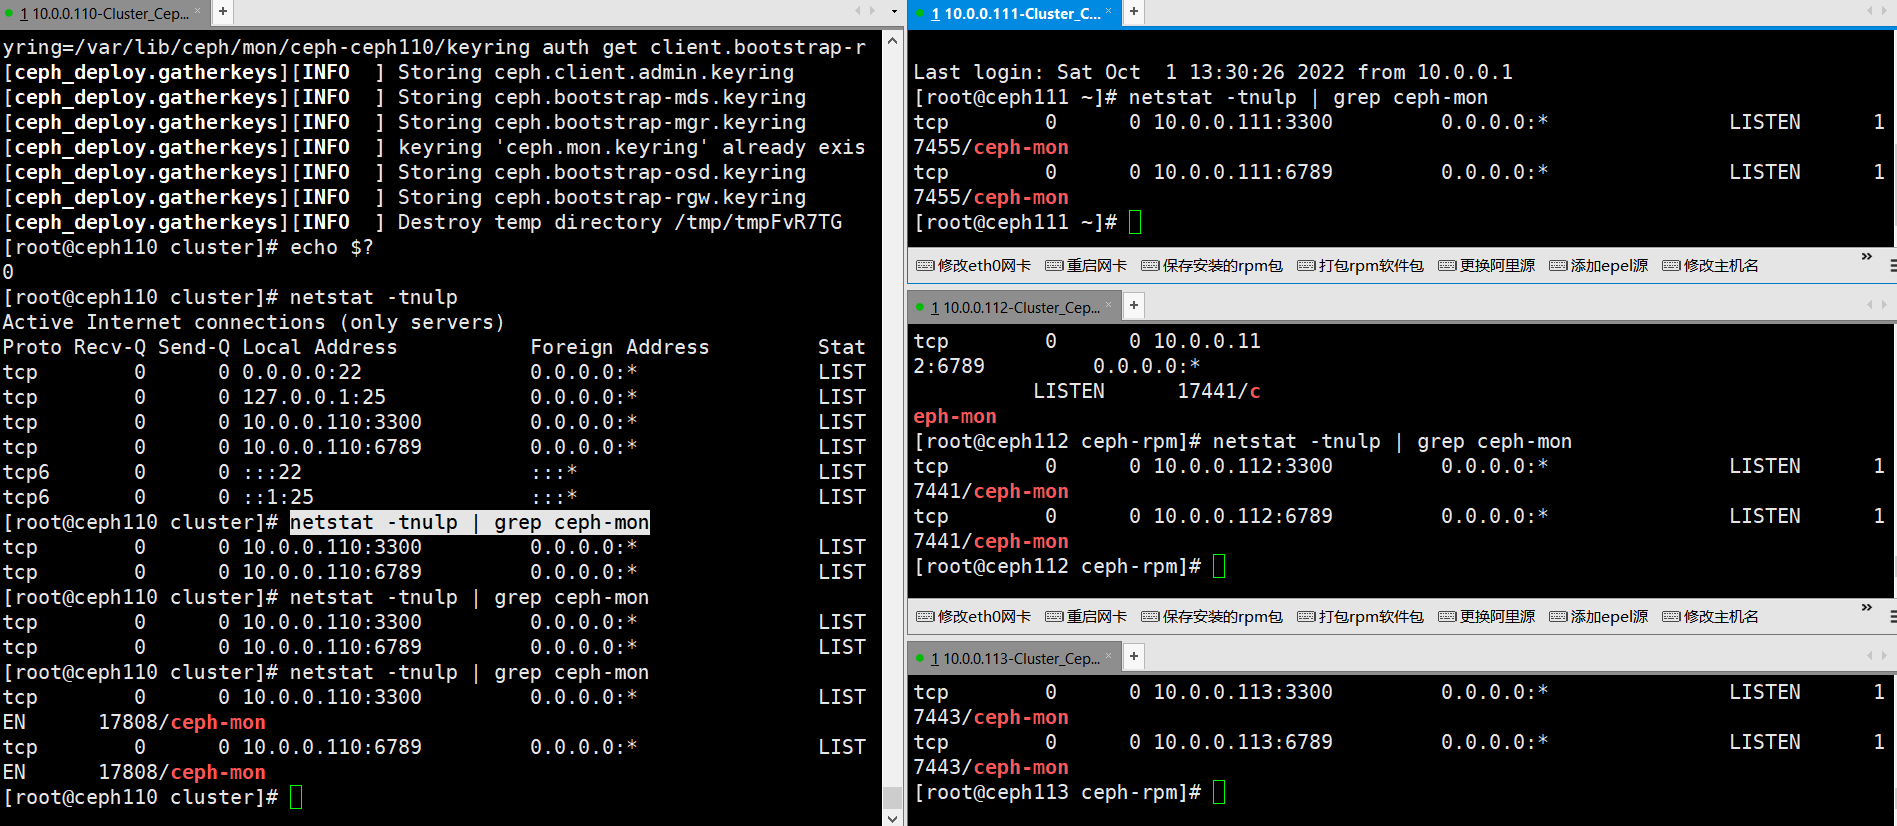 1 10.0.0.110-Cluster_Cep... × +
yring=/var/lib/ceph/mon/ceph-ceph110/keyring auth get client.bootstrap-r
[ceph_deploy.gatherkeys][INFO  ] Storing ceph.client.admin.keyring
[ceph_deploy.gatherkeys][INFO  ] Storing ceph.bootstrap-mds.keyring
[ceph_deploy.gatherkeys][INFO  ] Storing ceph.bootstrap-mgr.keyring
[ceph_deploy.gatherkeys][INFO  ] keyring 'ceph.mon.keyring' already exis
[ceph_deploy.gatherkeys][INFO  ] Storing ceph.bootstrap-osd.keyring
[ceph_deploy.gatherkeys][INFO  ] Storing ceph.bootstrap-rgw.keyring
[ceph_deploy.gatherkeys][INFO  ] Destroy temp directory /tmp/tmpFvR7TG
[root@ceph110 cluster]# echo $?
0
[root@ceph110 cluster]# netstat -tnulp
Active Internet connections (only servers)
Proto Recv-Q Send-Q Local Address           Foreign Address         Stat
tcp        0      0 0.0.0.0:22              0.0.0.0:*               LIST
tcp        0      0 127.0.0.1:25            0.0.0.0:*               LIST
tcp        0      0 10.0.0.110:3300         0.0.0.0:*               LIST
tcp        0      0 10.0.0.110:6789         0.0.0.0:*               LIST
tcp6       0      0 :::22                   :::*                    LIST
tcp6       0      0 ::1:25                  :::*                    LIST
[root@ceph110 cluster]# netstat -tnulp | grep ceph-mon
tcp        0      0 10.0.0.110:3300         0.0.0.0:*               LIST
tcp        0      0 10.0.0.110:6789         0.0.0.0:*               LIST
[root@ceph110 cluster]# netstat -tnulp | grep ceph-mon
tcp        0      0 10.0.0.110:3300         0.0.0.0:*               LIST
tcp        0      0 10.0.0.110:6789         0.0.0.0:*               LIST
[root@ceph110 cluster]# netstat -tnulp | grep ceph-mon
tcp        0      0 10.0.0.110:3300         0.0.0.0:*               LIST
EN      17808/ceph-mon
tcp        0      0 10.0.0.110:6789         0.0.0.0:*               LIST
EN      17808/ceph-mon
[root@ceph110 cluster]#
1 10.0.0.111-Cluster_C... × +
Last login: Sat Oct  1 13:30:26 2022 from 10.0.0.1
[root@ceph111 ~]# netstat -tnulp | grep ceph-mon
tcp        0      0 10.0.0.111:3300         0.0.0.0:*               LISTEN      1
7455/ceph-mon
tcp        0      0 10.0.0.111:6789         0.0.0.0:*               LISTEN      1
7455/ceph-mon
[root@ceph111 ~]#
修改eth0网卡 重启网卡 保存安装的rpm包 打包rpm软件包 更换阿里源 添加epel源 修改主机名 »
1 10.0.0.112-Cluster_Cep... × +
tcp        0      0 10.0.0.11
2:6789         0.0.0.0:*
          LISTEN      17441/c
eph-mon
[root@ceph112 ceph-rpm]# netstat -tnulp | grep ceph-mon
tcp        0      0 10.0.0.112:3300         0.0.0.0:*               LISTEN      1
7441/ceph-mon
tcp        0      0 10.0.0.112:6789         0.0.0.0:*               LISTEN      1
7441/ceph-mon
[root@ceph112 ceph-rpm]#
修改eth0网卡 重启网卡 保存安装的rpm包 打包rpm软件包 更换阿里源 添加epel源 修改主机名 »
1 10.0.0.113-Cluster_Cep... × +
tcp        0      0 10.0.0.113:3300         0.0.0.0:*               LISTEN      1
7443/ceph-mon
tcp        0      0 10.0.0.113:6789         0.0.0.0:*               LISTEN      1
7443/ceph-mon
[root@ceph113 ceph-rpm]#